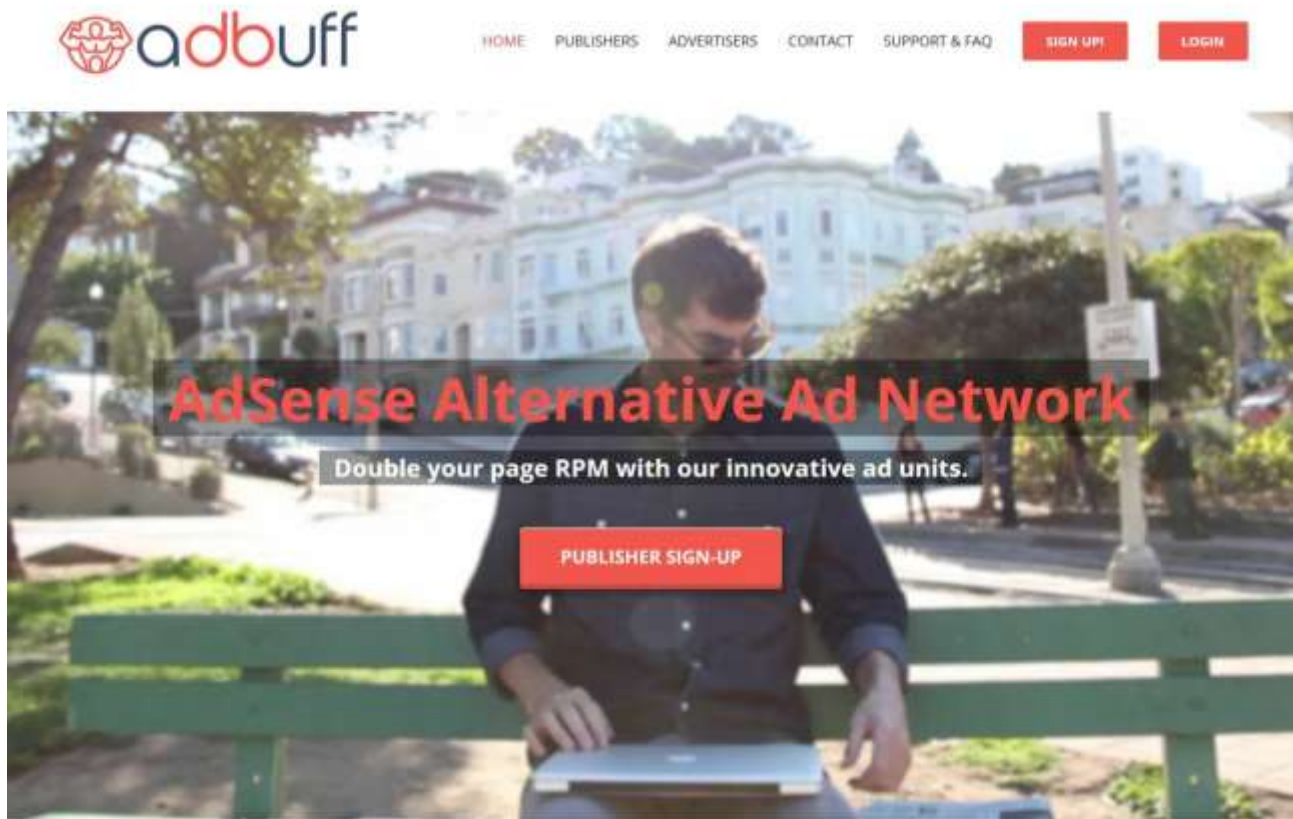 adbuff
HOME PUBLISHERS ADVERTISERS CONTACT SUPPORT & FAQ SIGN UP! LOGIN
AdSense Alternative Ad Network
Double your page RPM with our innovative ad units.
PUBLISHER SIGN-UP